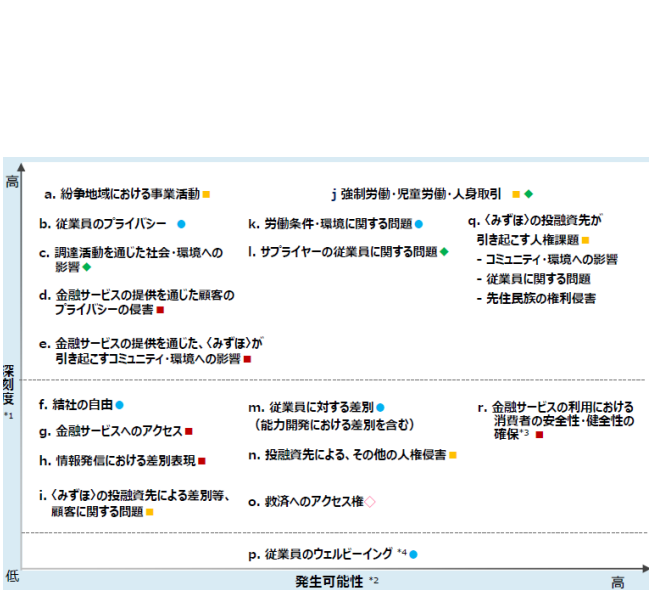 高
a. 紛争地域における事業活動■
j 強制労働・児童労働・人身取引 ■◆
b. 従業員のプライバシー ●
k. 労働条件・環境に関する問題●
q.〈みずほ〉の投融資先が
引き起こす人権課題■
- コミュニティ・環境への影響
- 従業員に関する問題
- 先住民族の権利侵害
c. 調達活動を通じた社会・環境への
影響◆
l. サプライヤーの従業員に関する問題◆
d. 金融サービスの提供を通じた顧客の
プライバシーの侵害■
e. 金融サービスの提供を通じた、〈みずほ〉が
引き起こすコミュニティ・環境への影響■
深刻度
*1
f. 結社の自由●
m. 従業員に対する差別●
（能力開発における差別を含む）
r. 金融サービスの利用における
消費者の安全性・健全性の
確保*3 ■
g. 金融サービスへのアクセス■
h. 情報発信における差別表現■
n. 投融資先による、その他の人権侵害■
i.〈みずほ〉の投融資先による差別等、
顧客に関する問題■
o. 救済へのアクセス権◇
p. 従業員のウェルビーイング *4●
低
発生可能性 *2
高